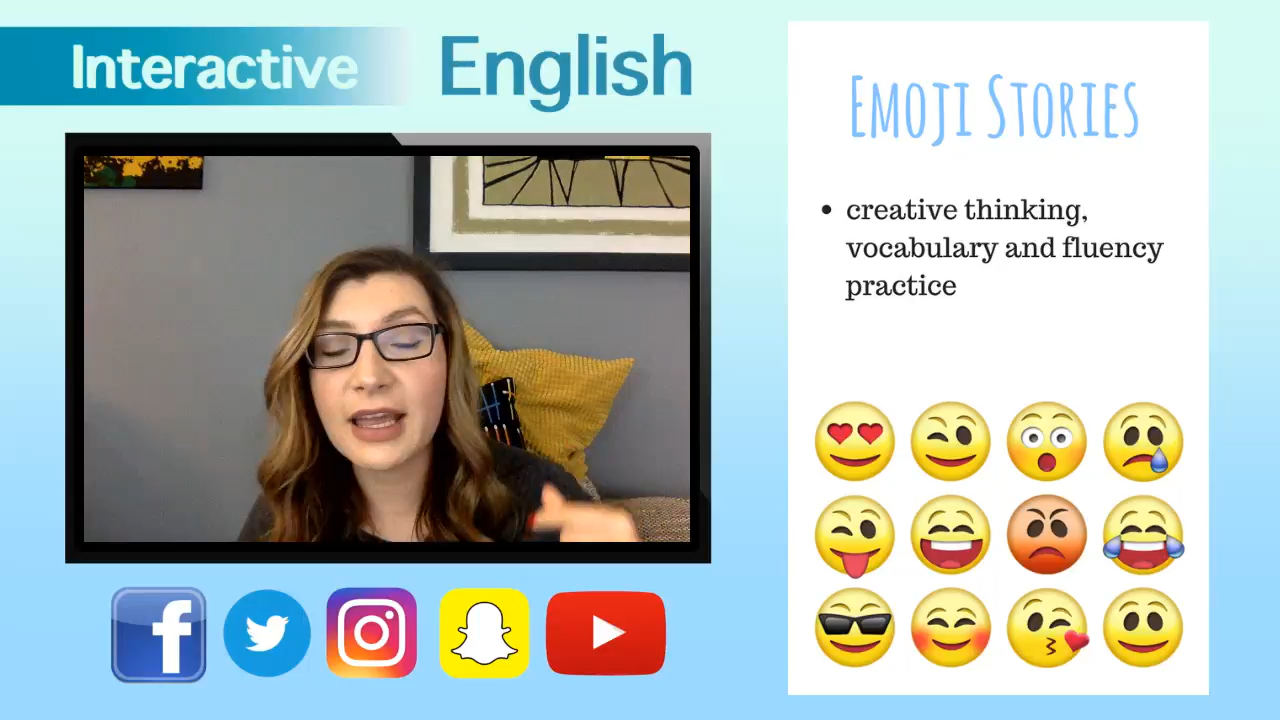 Interactive English
Emoji Stories
• creative thinking,
vocabulary and fluency
practice
f